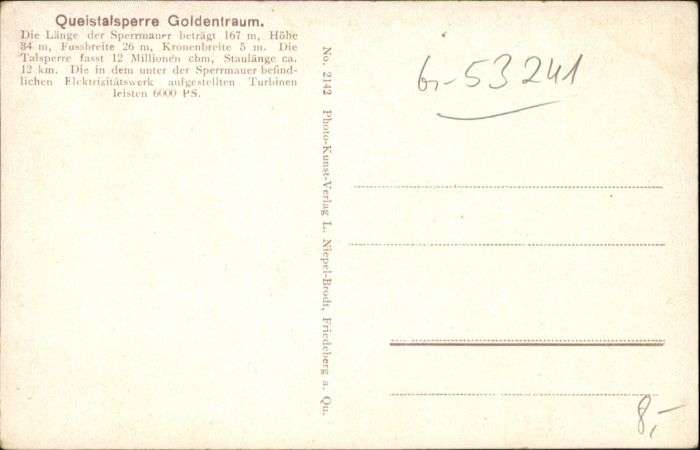 Queistalsperre Goldentraum.
Die Länge der Sperrmauer beträgt 167 m, Höhe
34 m, Fussbreite 26 m, Kronenbreite 5 m. Die
Talsperre fasst 12 Millionen cbm, Staulänge ca.
12 km. Die in dem unter der Sperrmauer befind-
lichen Elektrizitätswerk aufgestellten Turbinen
leisten 6000 PS.
No. 2142 Photo-Kunst-Verlag L. Niepel-Brodt, Friedeberg a. Qu.
53241
8,-